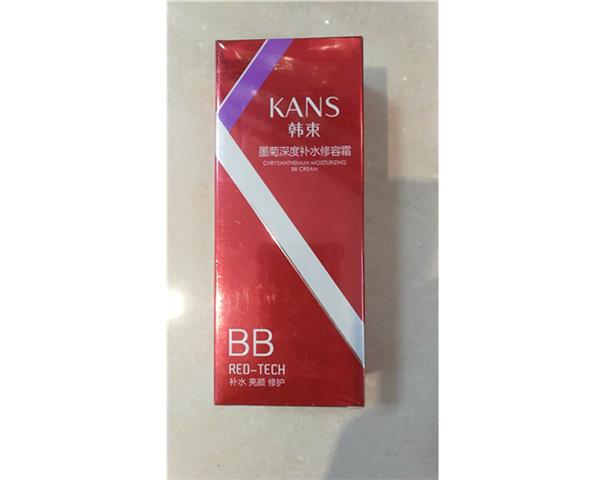 KANS
韩束
墨菊深度补水修容霜
CHRYSANTHEMUM MOISTURIZING
BB CREAM
BB
RED-TECH
补水 亮颜 修护